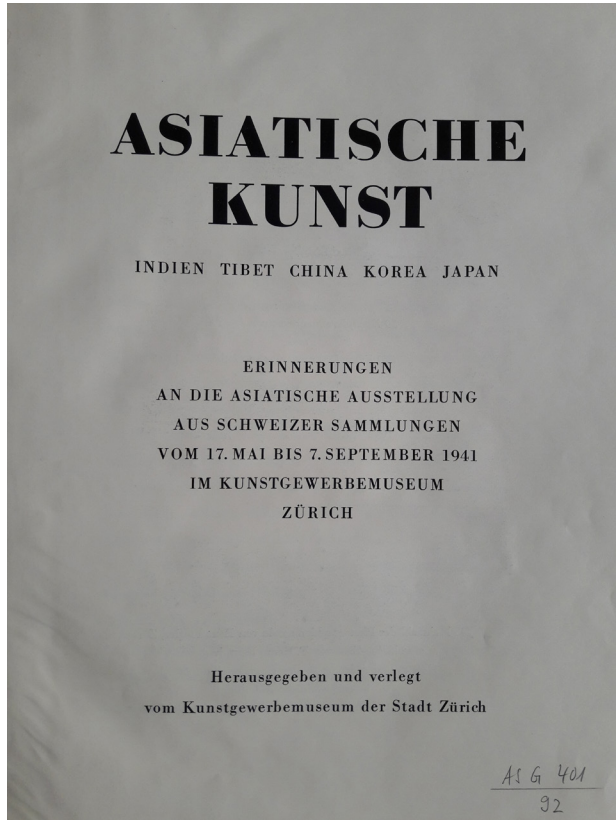 ASIATISCHE
KUNST
INDIEN TIBET CHINA KOREA JAPAN
ERINNERUNGEN
AN DIE ASIATISCHE AUSSTELLUNG
AUS SCHWEIZER SAMMLUNGEN
VOM 17. MAI BIS 7. SEPTEMBER 1941
IM KUNSTGEWERBEMUSEUM
ZÜRICH
Herausgegeben und verlegt
vom Kunstgewerbemuseum der Stadt Zürich
AS G 401
92